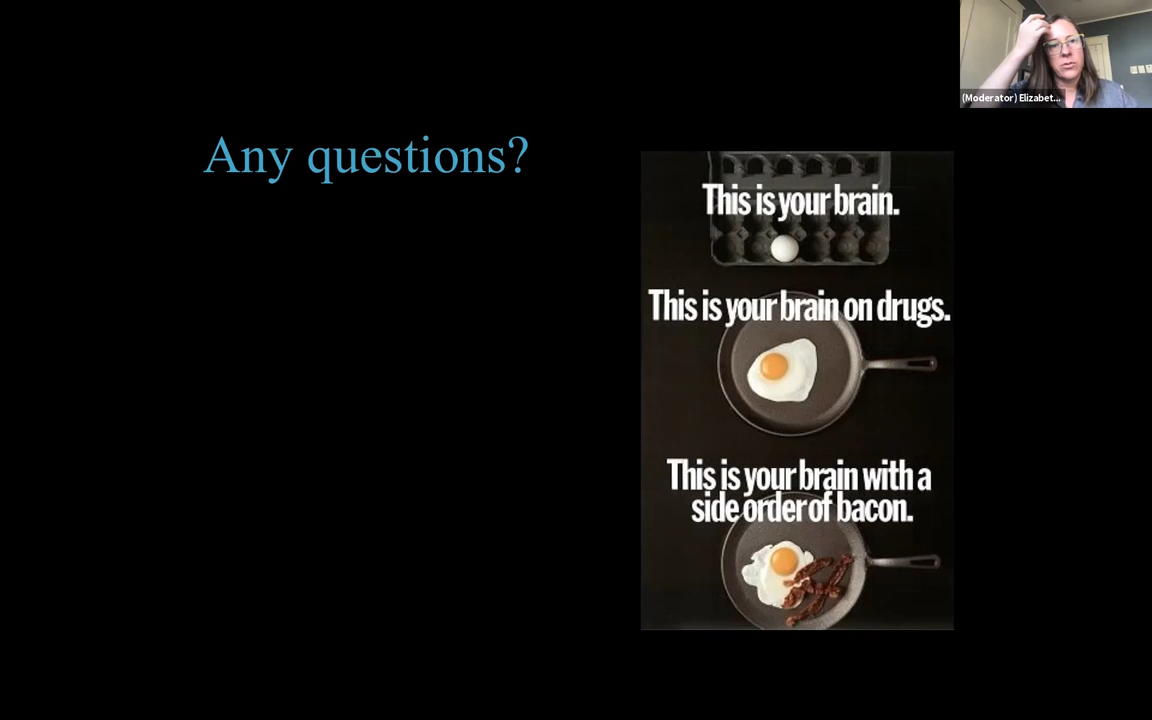 (Moderator) Elizabet...
Any questions?
This is your brain.
This is your brain on drugs.
This is your brain with a
side order of bacon.